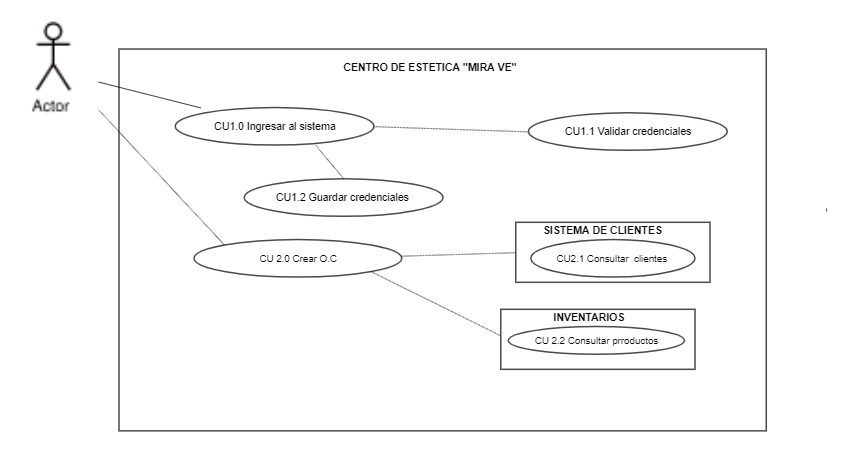 Actor
CENTRO DE ESTETICA "MIRA VE"
CU1.0 Ingresar al sistema
CU1.1 Validar credenciales
CU1.2 Guardar credenciales
SISTEMA DE CLIENTES
CU 2.0 Crear O.C
CU2.1 Consultar clientes
INVENTARIOS
CU 2.2 Consultar prroductos